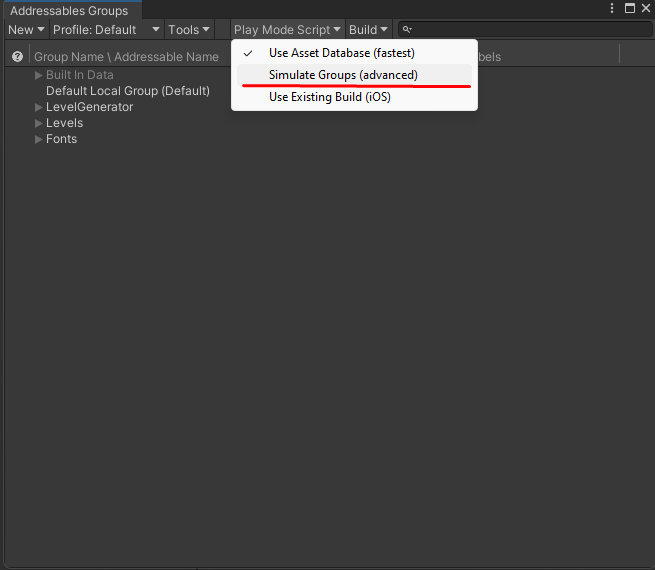 Addressables Groups
New Profile: Default Tools Play Mode Script Build
Group Name \ Addressable Name bels
Use Asset Database (fastest)
Simulate Groups (advanced)
Use Existing Build (iOS)
Built In Data
Default Local Group (Default)
LevelGenerator
Levels
Fonts